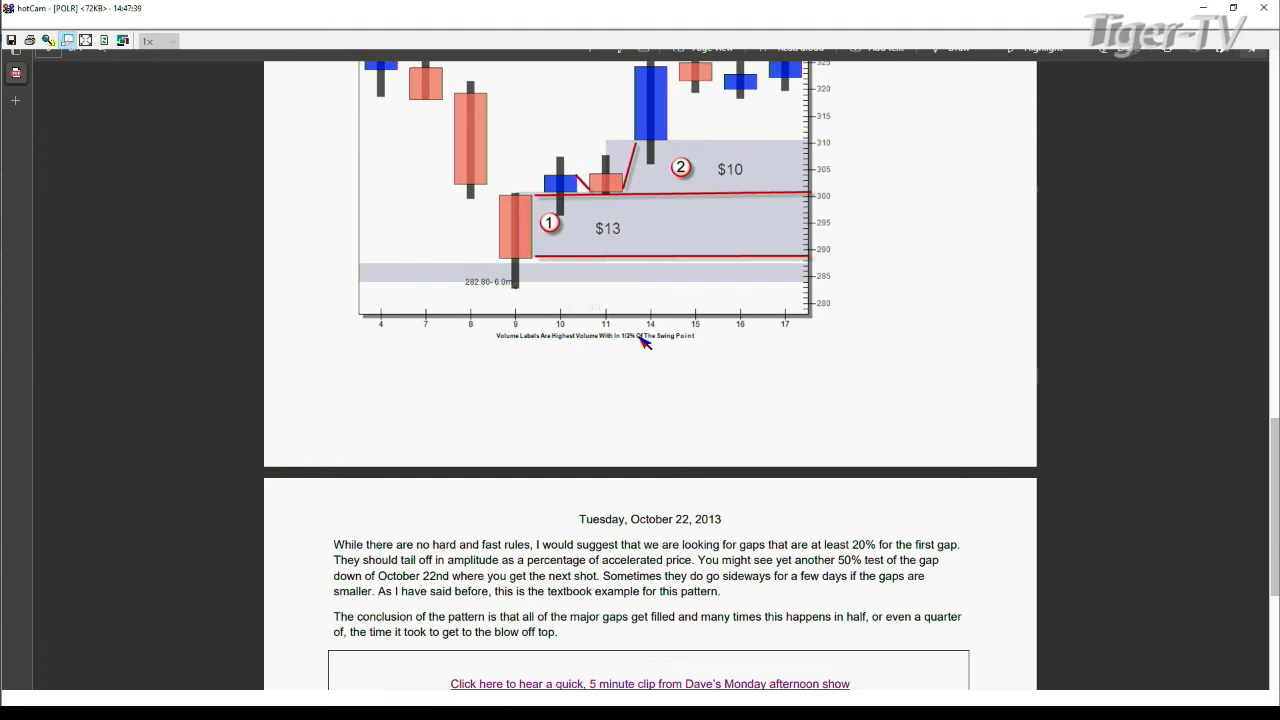 hotCam - [POLR] <72KB> - 14:47:39
Tiger-TV
1x
325
320
315
310
305
300
295
290
285
280
2
$10
1
$13
282.80- 6.0m
4 7 8 9 10 11 14 15 16 17
Volume Labels Are Highest Volume With In 1/2% Of The Swing Point
Tuesday, October 22, 2013
While there are no hard and fast rules, I would suggest that we are looking for gaps that are at least 20% for the first gap.
They should tail off in amplitude as a percentage of accelerated price. You might see yet another 50% test of the gap
down of October 22nd where you get the next shot. Sometimes they do go sideways for a few days if the gaps are
smaller. As I have said before, this is the textbook example for this pattern.
The conclusion of the pattern is that all of the major gaps get filled and many times this happens in half, or even a quarter
of, the time it took to get to the blow off top.
Click here to hear a quick, 5 minute clip from Dave's Monday afternoon show